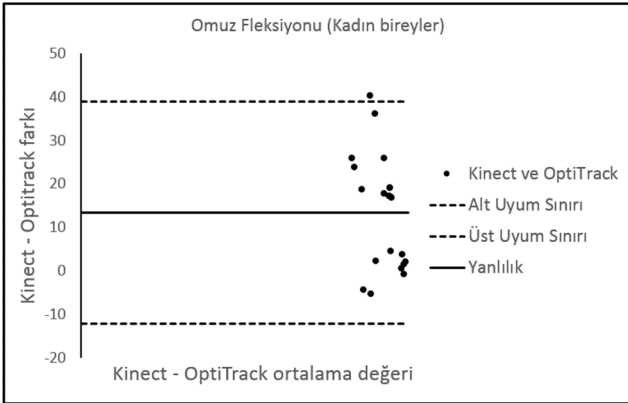 Omuz Fleksiyonu (Kadın bireyler)
50
40
30
20
10
0
-10
-20
Kinect - Optitrack farkı
Kinect - OptiTrack ortalama değeri
Kinect ve OptiTrack
Alt Uyum Sınırı
Üst Uyum Sınırı
Yanlılık